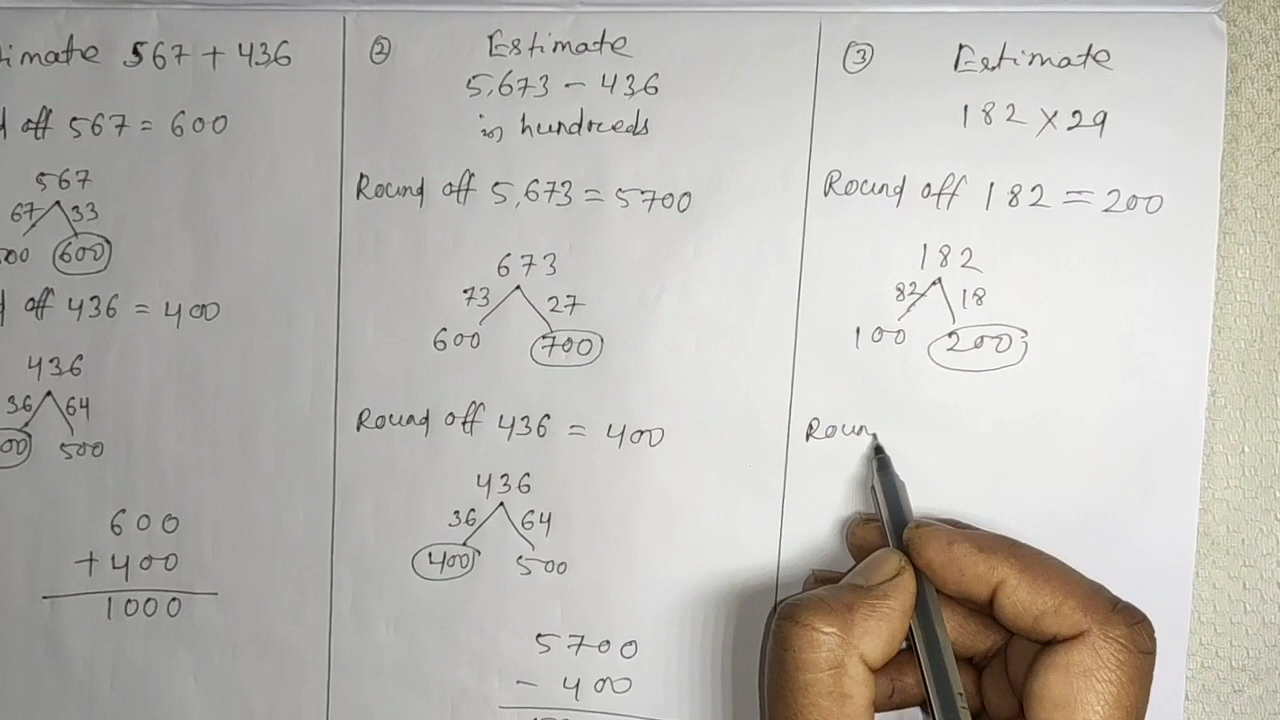 imate 567 + 436
off 567 = 600
567
67 33
00 600
off 436 = 400
436
36 64
00 500
600
+ 400
1000
② Estimate
5,673 - 436
in hundreeds
Round off 5,673 = 5700
673
73 27
600 700
Round off 436 = 400
436
36 64
400 500
5700
- 400
③ Estimate
182 × 29
Round off 182 = 200
182
82 18
100 200
Roun